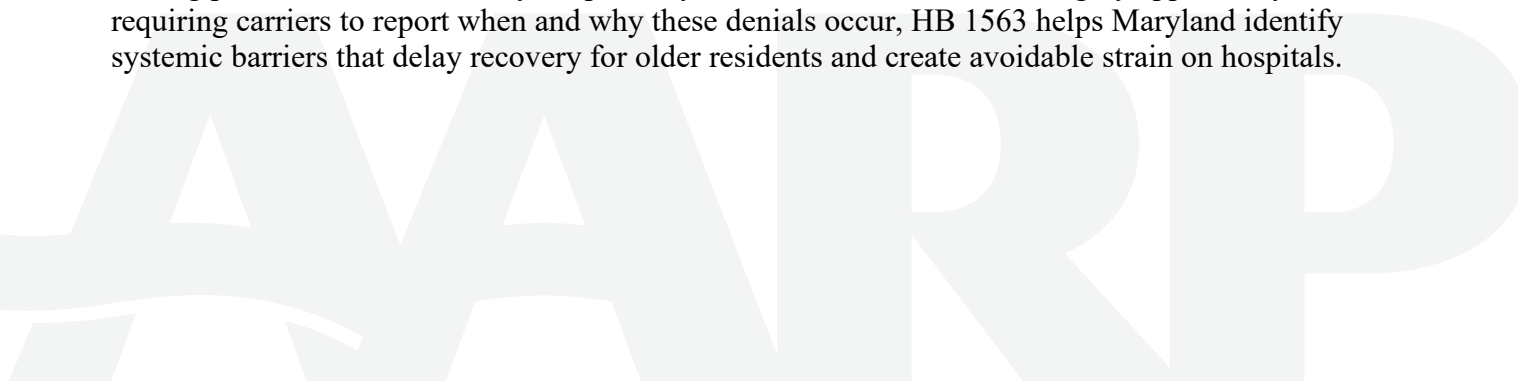 requiring carriers to report when and why these denials occur, HB 1563 helps Maryland identify
systemic barriers that delay recovery for older residents and create avoidable strain on hospitals.
AARP